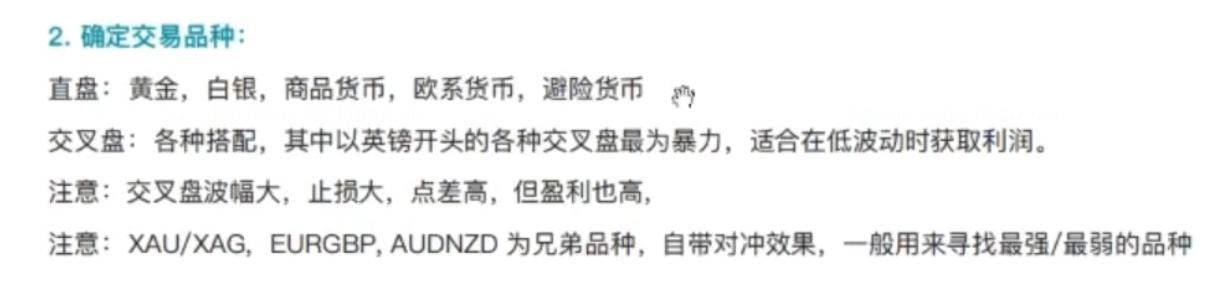 2. 确定交易品种：
直盘：黄金，白银，商品货币，欧系货币，避险货币
交叉盘：各种搭配，其中以英镑开头的各种交叉盘最为暴力，适合在低波动时获取利润。
注意：交叉盘波幅大，止损大，点差高，但盈利也高，
注意：XAU/XAG，EURGBP, AUDNZD 为兄弟品种，自带对冲效果，一般用来寻找最强/最弱的品种